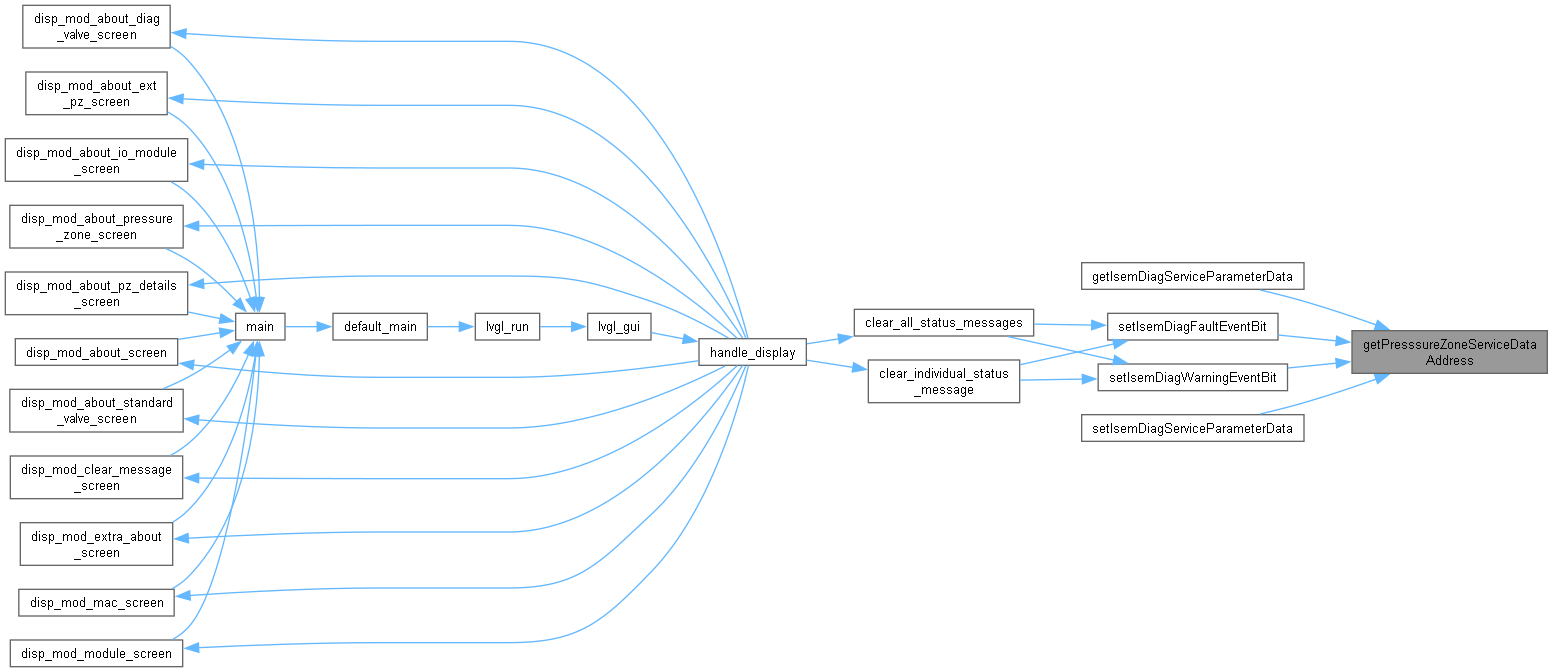 disp_mod_about_diag
_valve_screen
disp_mod_about_ext
_pz_screen
disp_mod_about_io_module
_screen
disp_mod_about_pressure
_zone_screen
disp_mod_about_pz_details
_screen
disp_mod_about_screen
disp_mod_about_standard
_valve_screen
disp_mod_clear_message
_screen
disp_mod_extra_about
_screen
disp_mod_mac_screen
disp_mod_module_screen
main
default_main
lvgl_run
lvgl_gui
handle_display
clear_all_status_messages
clear_individual_status
_message
getIsemDiagServiceParameterData
setIsemDiagFaultEventBit
setIsemDiagWarningEventBit
setIsemDiagServiceParameterData
getPresssureZoneServiceData
Address